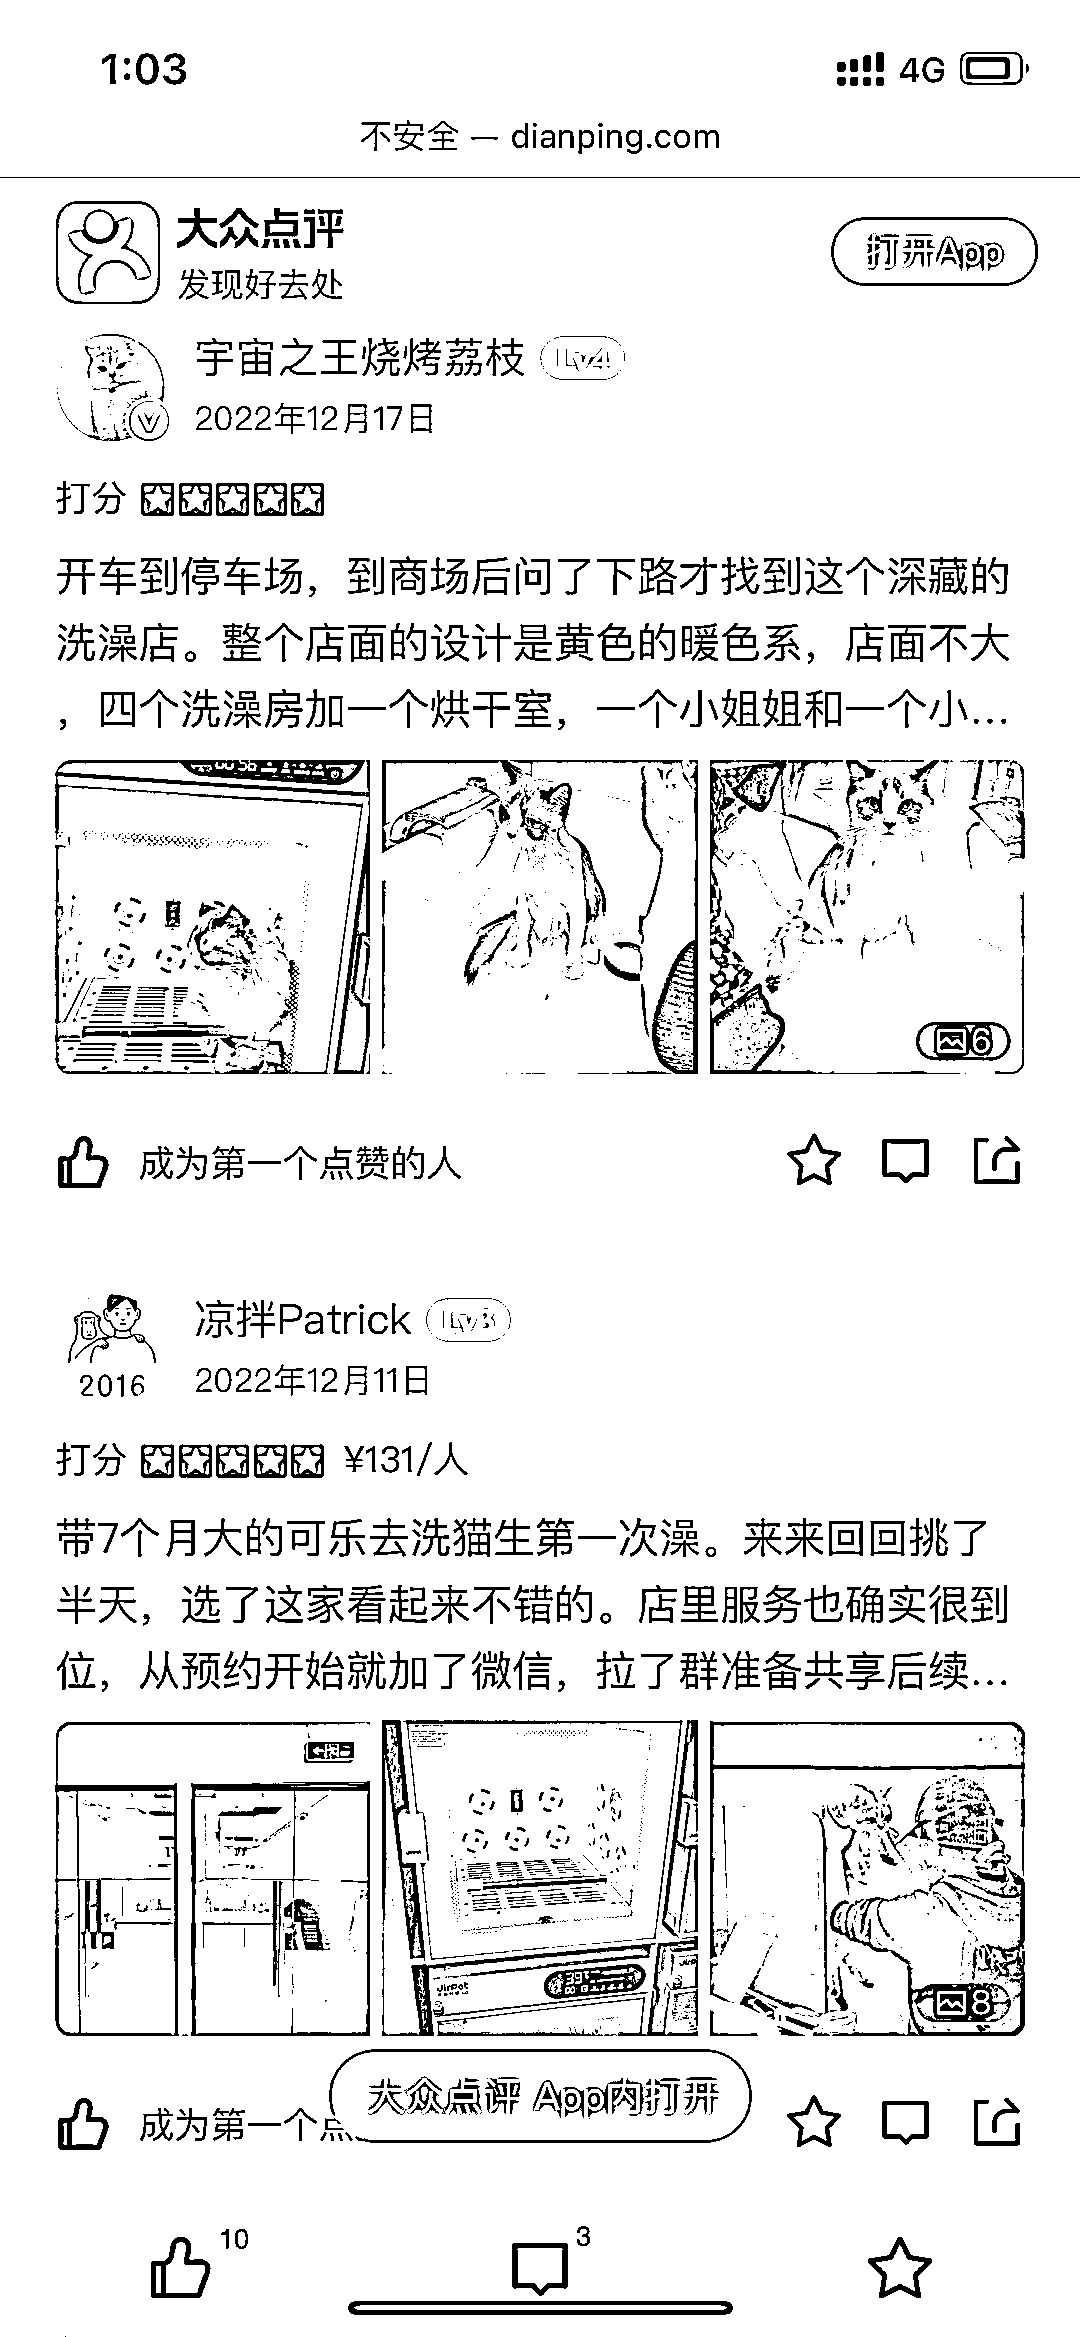 1:03
4G
不安全 — dianping.com
大众点评
发现好去处
打开App
宇宙之王烧烤荔枝 Lv4
2022年12月17日
打分
开车到停车场，到商场后问了下路才找到这个深藏的
洗澡店。整个店面的设计是黄色的暖色系，店面不大
，四个洗澡房加一个烘干室，一个小姐姐和一个小...
6
成为第一个点赞的人
凉拌Patrick Lv3
2016
2022年12月11日
打分 ¥131/人
带7个月大的可乐去洗猫生第一次澡。来来回回挑了
半天，选了这家看起来不错的。店里服务也确实很到
位，从预约开始就加了微信，拉了群准备共享后续...
8
成为第一个点
大众点评 App内打开
10
3